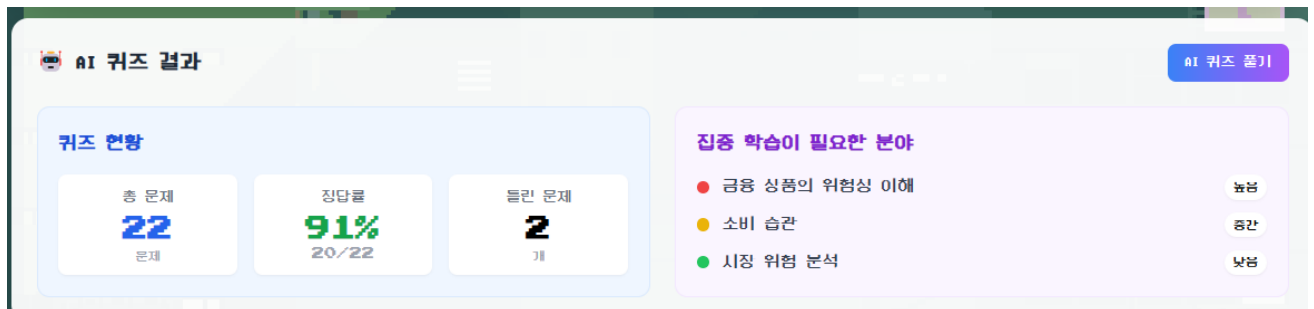 AI 퀴즈 결과
AI 퀴즈 풀기
퀴즈 현황
총 문제
22
문제
정답률
91%
20/22
틀린 문제
2
개
집중 학습이 필요한 분야
금융 상품의 위험성 이해
높음
소비 습관
중간
시장 위험 분석
낮음